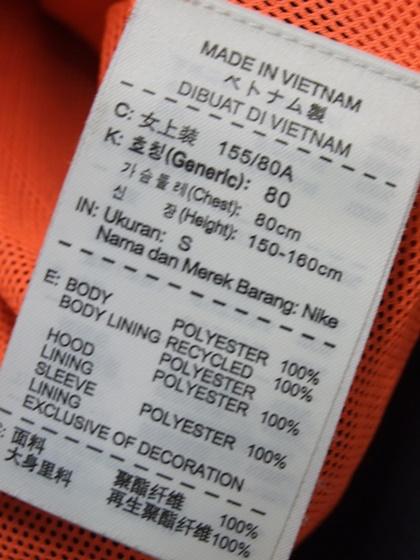 MADE IN VIETNAM
ベトナム製
DIBUAT DI VIETNAM
C: 女上装 155/80A
K: 호칭(Generic): 80
가슴둘레(Chest): 80cm
신 장(Height): 150-160cm
IN: Ukuran: S
Nama dan Merek Barang: Nike
E: BODY POLYESTER 100%
BODY LINING RECYCLED POLYESTER 100%
HOOD LINING POLYESTER 100%
SLEEVE LINING POLYESTER 100%
EXCLUSIVE OF DECORATION
C: 面料 聚酯纤维 100%
大身里料 再生聚酯纤维100%